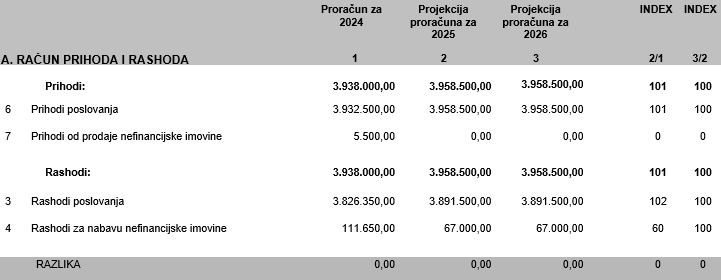 Proračun za 2024 Projekcija proračuna za 2025 Projekcija proračuna za 2026 INDEX INDEX
A. RAČUN PRIHODA I RASHODA 1 2 3 2/1 3/2
Prihodi: 3.938.000,00 3.958.500,00 3.958.500,00 101 100
6 Prihodi poslovanja 3.932.500,00 3.958.500,00 3.958.500,00 101 100
7 Prihodi od prodaje nefinancijske imovine 5.500,00 0,00 0,00 0 0
Rashodi: 3.938.000,00 3.958.500,00 3.958.500,00 101 100
3 Rashodi poslovanja 3.826.350,00 3.891.500,00 3.891.500,00 102 100
4 Rashodi za nabavu nefinancijske imovine 111.650,00 67.000,00 67.000,00 60 100
RAZLIKA 0,00 0,00 0,00 0 0